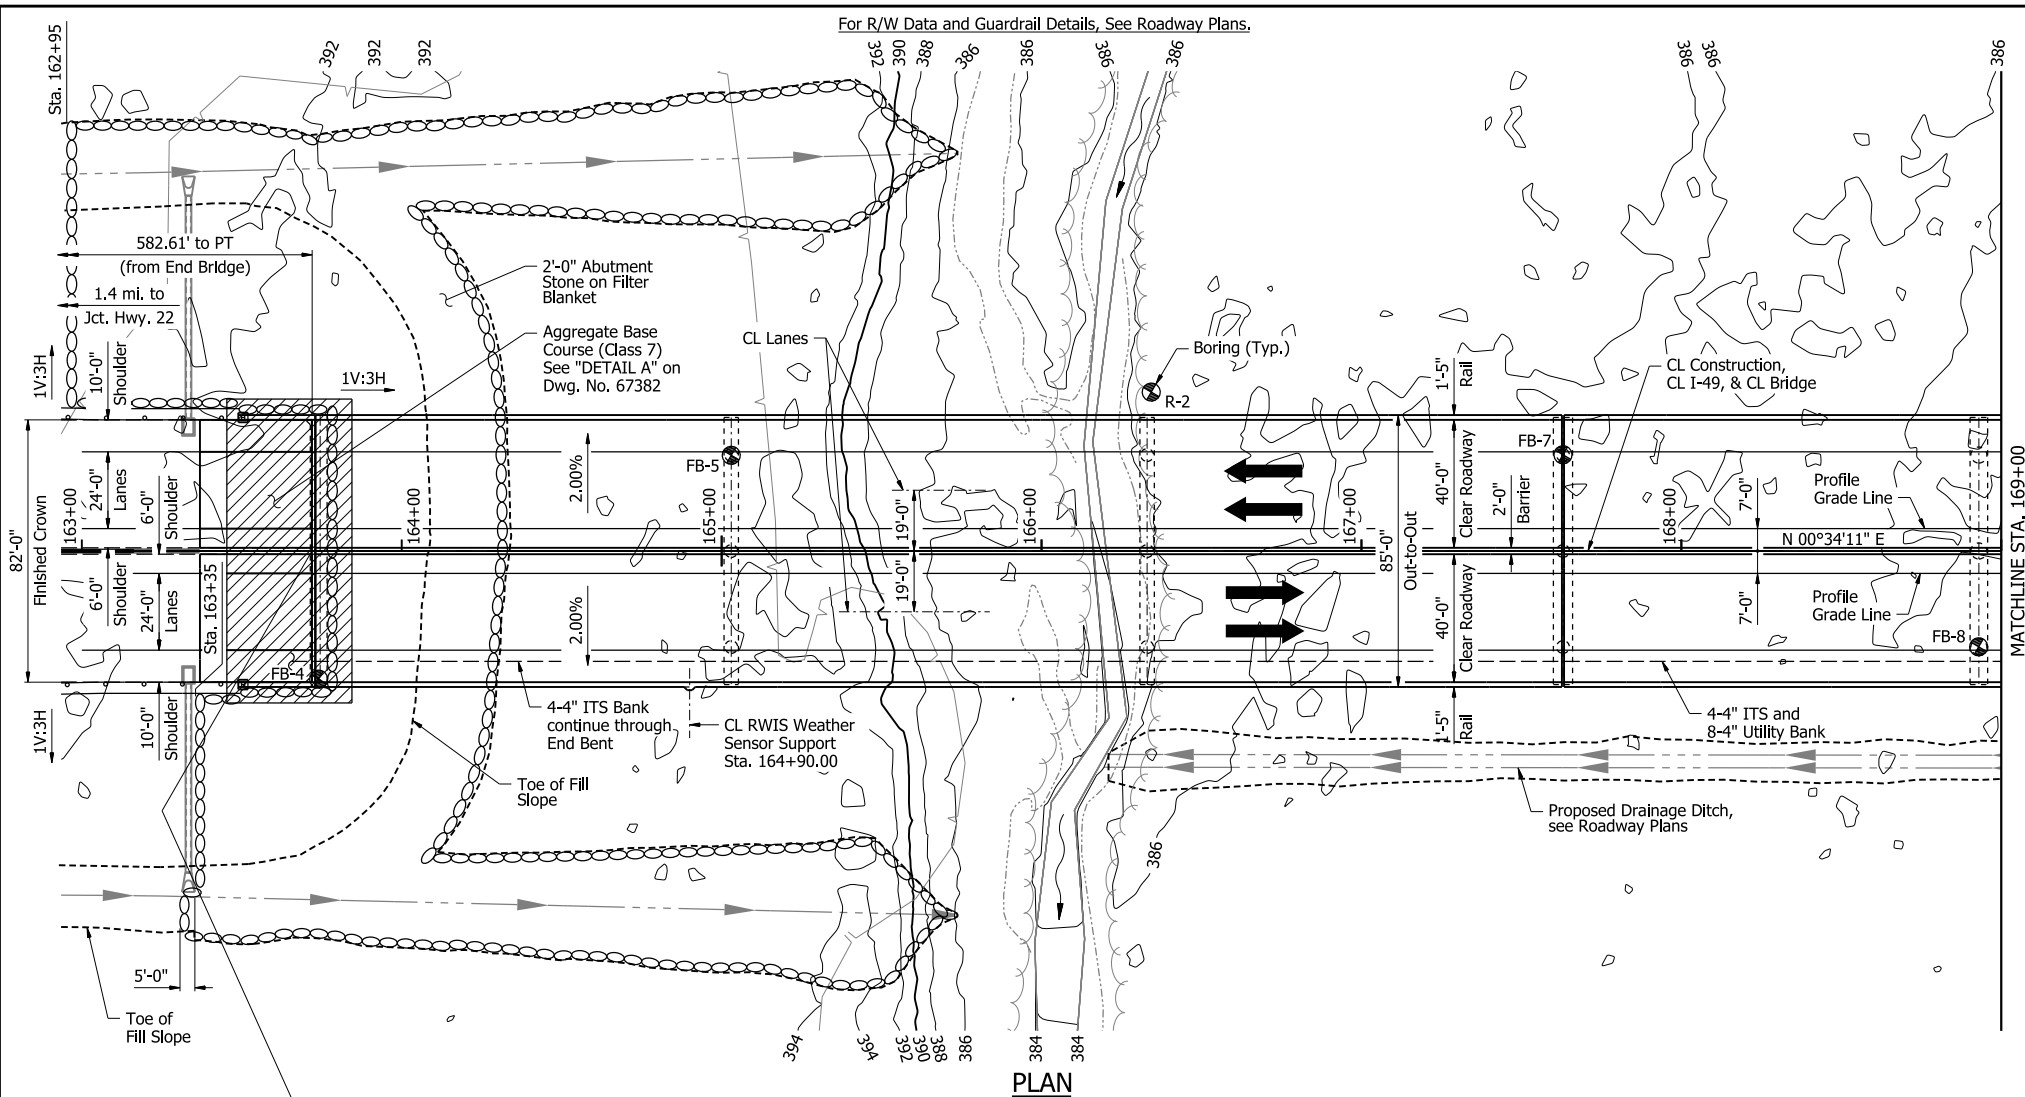 For R/W Data and Guardrail Details, See Roadway Plans.
Sta. 162+95
392
392
392
392
390
388
386
386
386
386
386
386
386
582.61' to PT
(from End Bridge)
1.4 mi. to
Jct. Hwy. 22
2'-0" Abutment
Stone on Filter
Blanket
Aggregate Base
Course (Class 7)
See "DETAIL A" on
Dwg. No. 67382
CL Lanes
Boring (Typ.)
R-2
CL Construction,
CL I-49, & CL Bridge
1V:3H
10'-0"
Shoulder
1V:3H
1'-5"
Rail
82'-0"
Finished Crown
163+00
24'-0"
Lanes
6'-0"
Shoulder
164+00
2.00%
FB-5
165+00
19'-0"
166+00
167+00
85'-0"
Out-to-Out
40'-0"
Clear Roadway
2'-0"
Barrier
FB-7
168+00
7'-0"
Profile
Grade Line
N 00°34'11" E
MATCHLINE STA. 169+00
6'-0"
Shoulder
24'-0"
Lanes
Sta. 163+35
2.00%
19'-0"
40'-0"
Clear Roadway
7'-0"
Profile
Grade Line
FB-8
FB-4
1V:3H
10'-0"
Shoulder
4-4" ITS Bank
continue through
End Bent
CL RWIS Weather
Sensor Support
Sta. 164+90.00
1'-5"
Rail
4-4" ITS and
8-4" Utility Bank
Toe of Fill
Slope
Proposed Drainage Ditch,
see Roadway Plans
386
5'-0"
Toe of
Fill Slope
394
394
392
390
388
386
384
384
PLAN